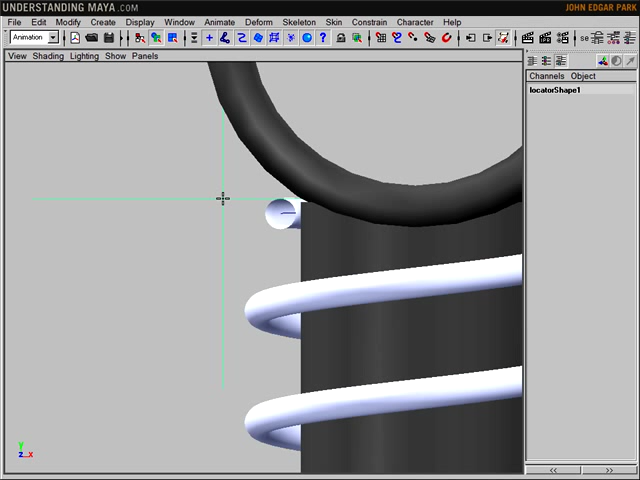 UNDERSTANDING MAYA.COM
JOHN EDGAR PARK
File Edit Modify Create Display Window Animate Deform Skeleton Skin Constrain Character Help
Animation
se
View Shading Lighting Show Panels
Channels Object
locatorShape1
y
z x
<< >>